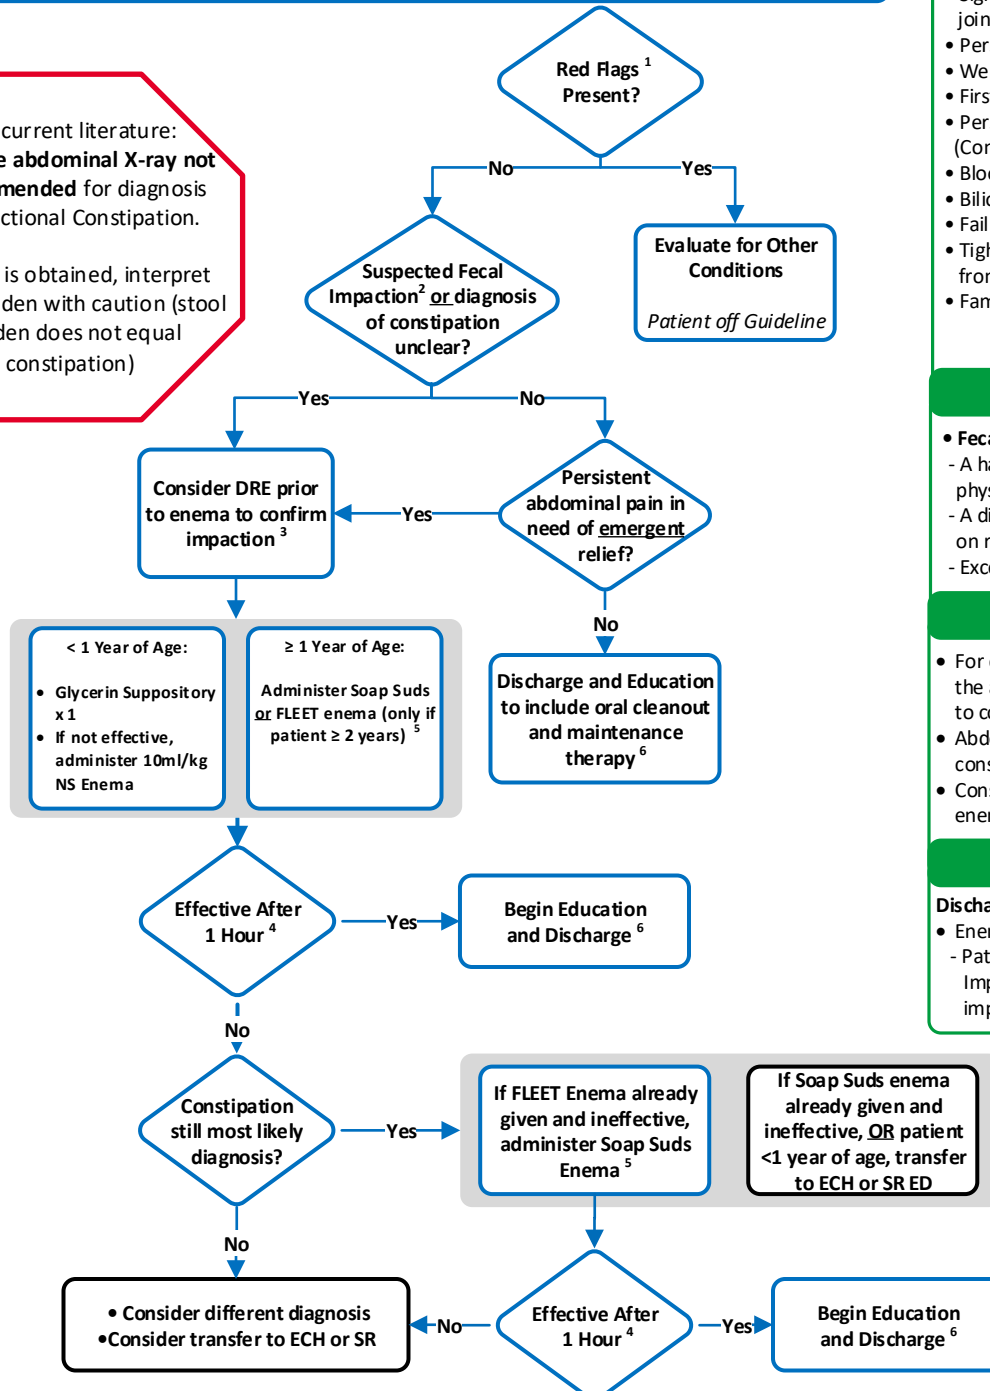 Red Flags 1
Present?
No
Yes
current literature:
abdominal X-ray not
for diagnosis
Constipation.
is obtained, interpret
with caution (stool
does not equal
constipation)
Suspected Fecal
Impaction2 or diagnosis
of constipation
unclear?
Evaluate for Other
Conditions
Patient off Guideline
Yes
No
Consider DRE prior
to enema to confirm
impaction 3
Yes
Persistent
abdominal pain in
need of emergent
relief?
No
< 1 Year of Age:
• Glycerin Suppository
x 1
• If not effective,
administer 10ml/kg
NS Enema
≥ 1 Year of Age:
Administer Soap Suds
or FLEET enema (only if
patient ≥ 2 years) 5
Discharge and Education
to include oral cleanout
and maintenance
therapy 6
Effective After
1 Hour 4
Yes
Begin Education
and Discharge 6
No
Constipation
still most likely
diagnosis?
Yes
If FLEET Enema already
given and ineffective,
administer Soap Suds
Enema 5
If Soap Suds enema
already given and
ineffective, OR patient
<1 year of age, transfer
to ECH or SR ED
No
• Consider different diagnosis
•Consider transfer to ECH or SR
No
Effective After
1 Hour 4
Yes
Begin Education
and Discharge 6
•
•
•
• First
•
(
•
•
•
•
from
•
•
- A
- A
on
-
• For
the
to
•
•
•
-